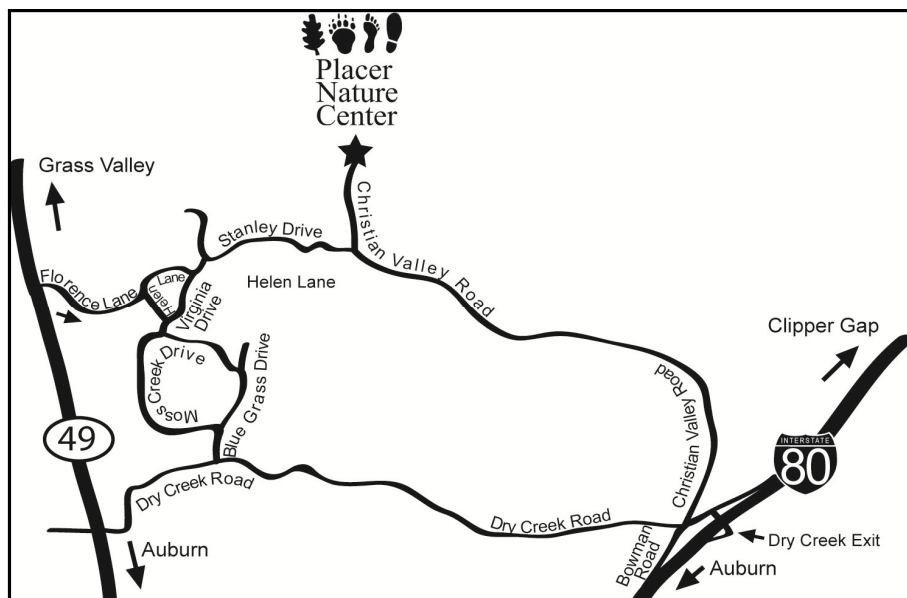 Placer
Nature
Center
Grass Valley
Christian Valley Road
Stanley Drive
Florence Lane
Helen Lane
Virginia
Drive
Helen Lane
Clipper Gap
Moss Creek Drive
Blue Grass Drive
Christian Valley Road
49
INTERSTATE
80
Dry Creek Road
Dry Creek Road
Dry Creek Exit
Bowman
Road
Auburn
Auburn